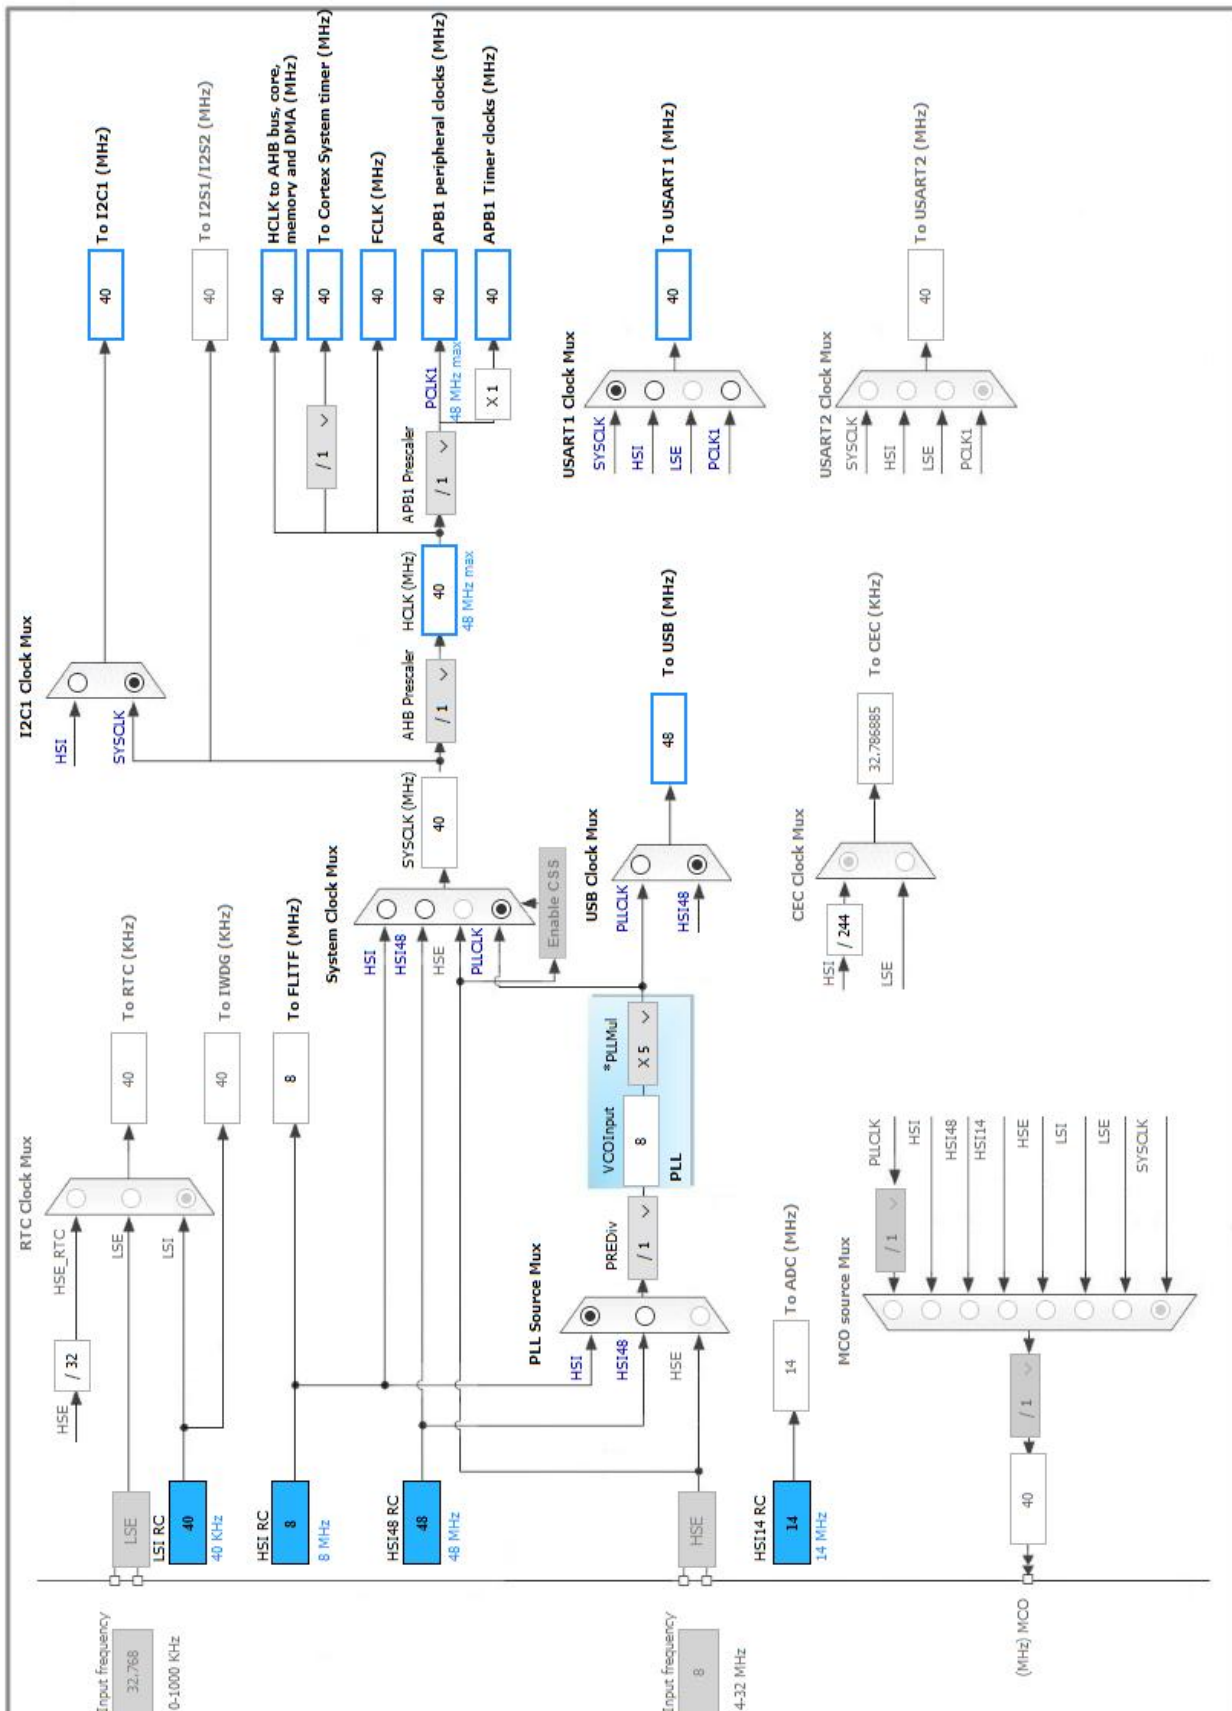 RTC Clock Mux
HSE
/ 32
HSE_RTC
40
To RTC (KHz)
I2C1 Clock Mux
HSI
SYSCLK
40
To I2C1 (MHz)
Input frequency
32.768
0-1000 KHz
LSE
LSE
LSI RC
40
40 KHz
LSI
40
To IWDG (KHz)
40
To I2S1/I2S2 (MHz)
HSI RC
8
8 MHz
8
To FLITF (MHz)
40
HCLK to AHB bus, core,
memory and DMA (MHz)
/ 1
40
To Cortex System timer (MHz)
40
FCLK (MHz)
System Clock Mux
HSI
HSI48
HSE
PLLCLK
Enable CSS
SYSCLK (MHz)
40
AHB Prescaler
/ 1
HCLK (MHz)
40
48 MHz max
APB1 Prescaler
/ 1
PCLK1
48 MHz max
40
APB1 peripheral clocks (MHz)
X 1
40
APB1 Timer clocks (MHz)
HSI48 RC
48
48 MHz
PLL Source Mux
HSI
HSI48
HSE
PREDiv
/ 1
VCOInput
8
*PLLMul
X 5
PLL
USB Clock Mux
PLLCLK
HSI48
48
To USB (MHz)
USART1 Clock Mux
SYSCLK
HSI
LSE
PCLK1
40
To USART1 (MHz)
Input frequency
8
4-32 MHz
HSE
HSI14 RC
14
14 MHz
14
To ADC (MHz)
CEC Clock Mux
HSI
/ 244
LSE
32.786885
To CEC (KHz)
USART2 Clock Mux
SYSCLK
HSI
LSE
PCLK1
40
To USART2 (MHz)
MCO source Mux
(MHz) MCO
40
/ 1
/ 1
PLLCLK
HSI
HSI48
HSI14
HSE
LSI
LSE
SYSCLK